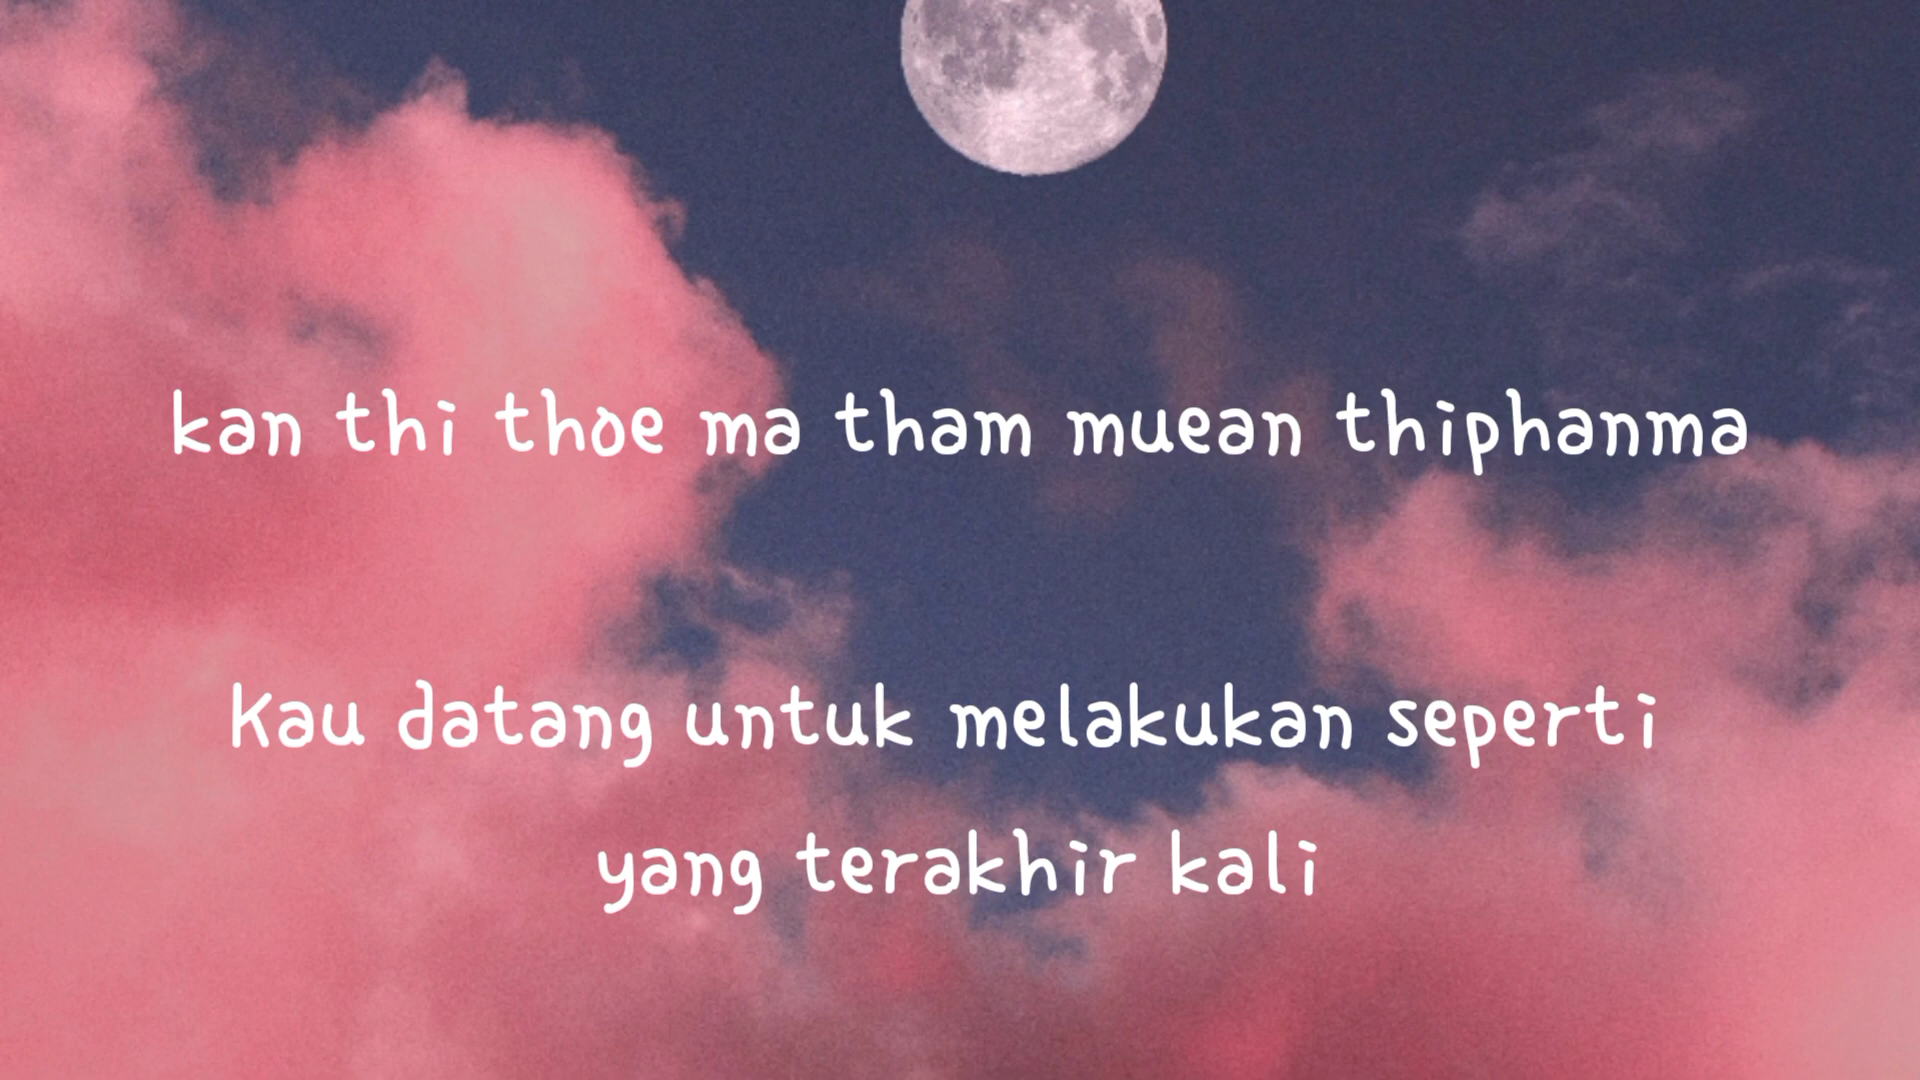 kan thi thoe ma tham muean thiphanma
Kau datang untuk melakukan seperti
yang terakhir kali